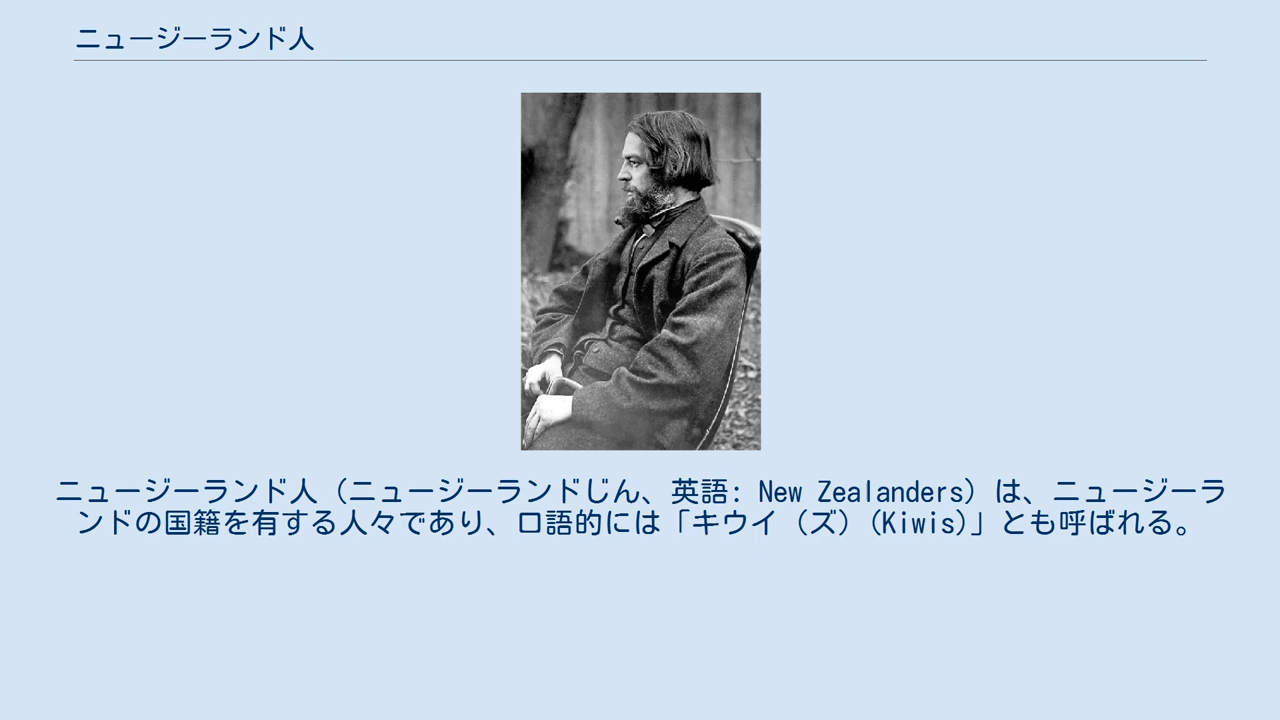 ニュージーランド人
ニュージーランド人（ニュージーランドじん、英語: New Zealanders）は、ニュージーラ
ンドの国籍を有する人々であり、口語的には「キウイ（ズ）(Kiwis)」とも呼ばれる。